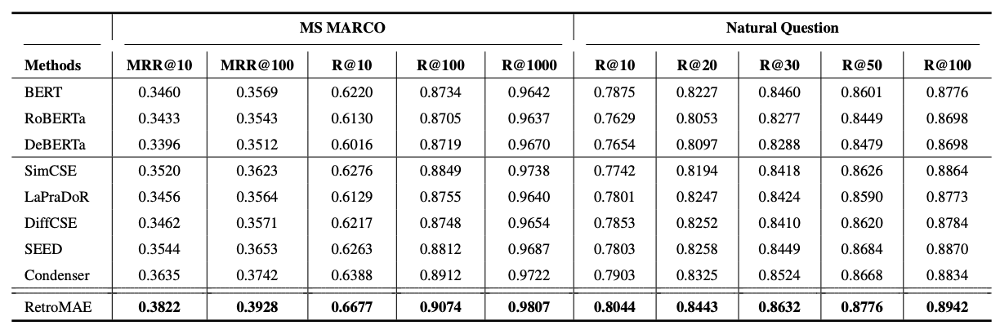 MS MARCO Natural Question
Methods MRR@10 MRR@100 R@10 R@100 R@1000 R@10 R@20 R@30 R@50 R@100
BERT 0.3460 0.3569 0.6220 0.8734 0.9642 0.7875 0.8227 0.8460 0.8601 0.8776
RoBERTa 0.3433 0.3543 0.6130 0.8705 0.9637 0.7629 0.8053 0.8277 0.8449 0.8698
DeBERTa 0.3396 0.3512 0.6016 0.8719 0.9670 0.7654 0.8097 0.8288 0.8479 0.8698
SimCSE 0.3520 0.3623 0.6276 0.8849 0.9738 0.7742 0.8194 0.8418 0.8626 0.8864
LaPraDoR 0.3456 0.3564 0.6129 0.8755 0.9640 0.7801 0.8247 0.8424 0.8590 0.8773
DiffCSE 0.3462 0.3571 0.6217 0.8748 0.9654 0.7853 0.8252 0.8410 0.8620 0.8784
SEED 0.3544 0.3653 0.6263 0.8812 0.9687 0.7803 0.8258 0.8449 0.8684 0.8870
Condenser 0.3635 0.3742 0.6388 0.8912 0.9722 0.7903 0.8325 0.8524 0.8668 0.8834
RetroMAE 0.3822 0.3928 0.6677 0.9074 0.9807 0.8044 0.8443 0.8632 0.8776 0.8942